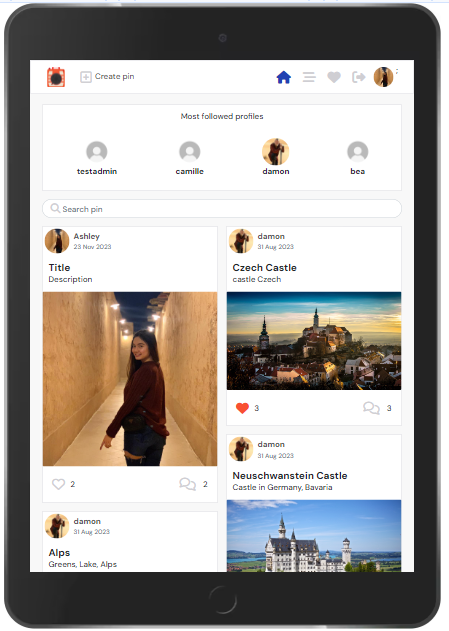 Create pin
Most followed profiles
testadmin
camille
damon
bea
Search pin
Ashley
23 Nov 2023
Title
Description
2
2
damon
31 Aug 2023
Alps
Greens, Lake, Alps
damon
31 Aug 2023
Czech Castle
castle Czech
3
3
damon
31 Aug 2023
Neuschwanstein Castle
Castle in Germany, Bavaria